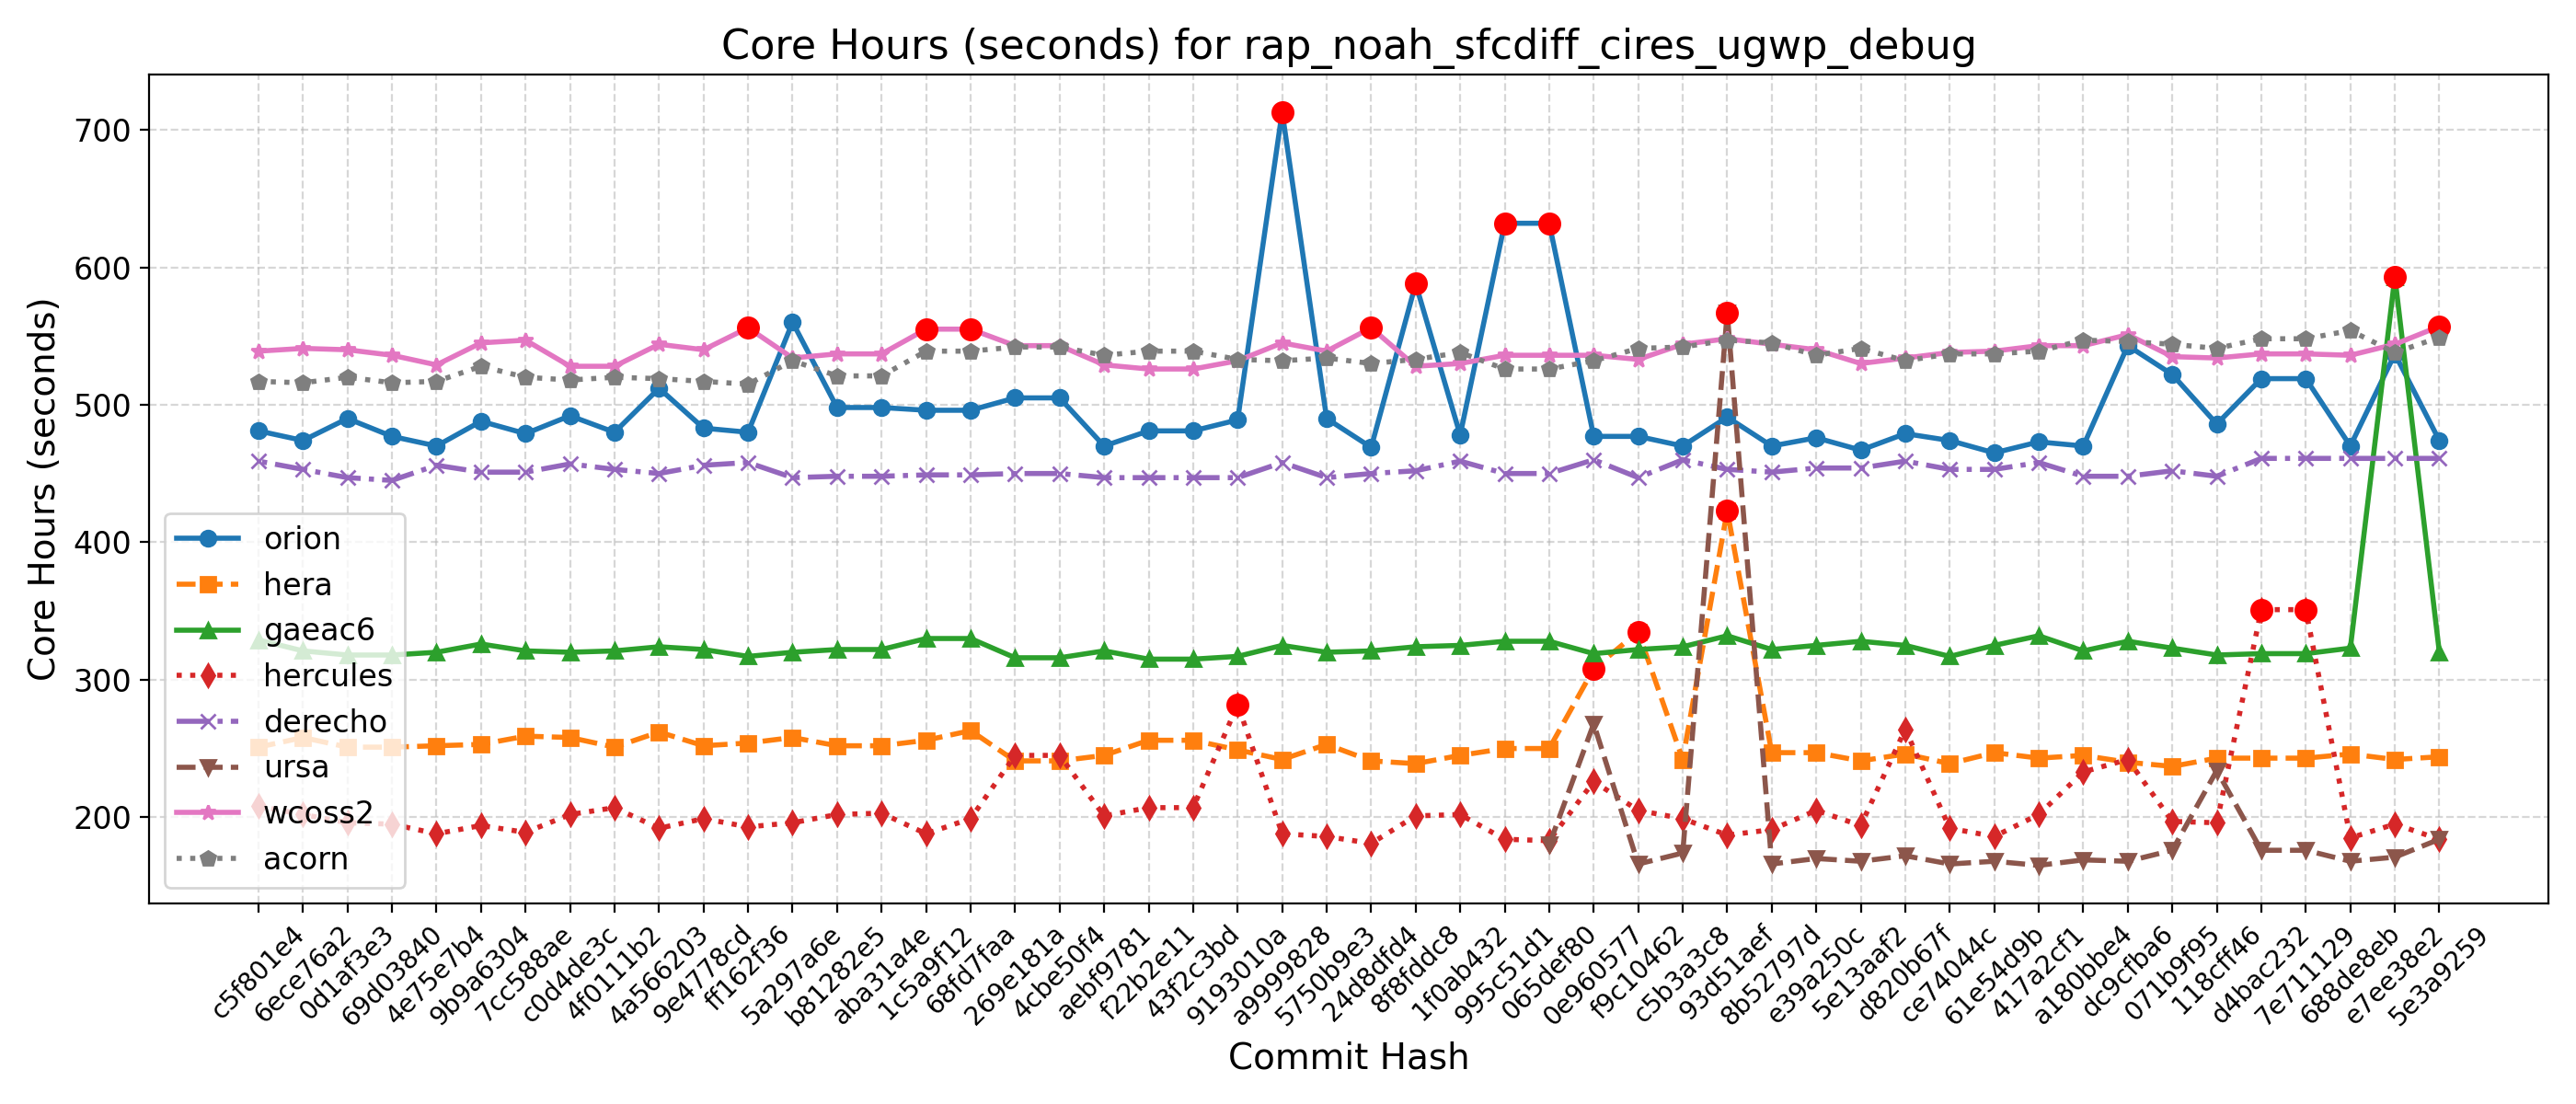 Core Hours (seconds) for rap_noah_sfcdiff_cires_ugwp_debug
Core Hours (seconds)
700
600
500
400
300
200
orion
hera
gaeac6
hercules
derecho
ursa
wcoss2
acorn
c5f801e4
6ece76a2
0d1af3e3
69d03840
4e75e7b4
9b9a6304
7cc588ae
c0d4de3c
4f0111b2
4a566203
9e4778cd
ff162f36
5a297a6e
b81282e5
aba31a4e
1c5a9f12
68fd7faa
269e181a
4cbe50f4
aebf9781
f22b2e11
43f2c3bd
9193010a
a9999828
5750b9e3
24d8dfd4
8f8fddc8
1f0ab432
995c51d1
065def80
0e960577
f9c10462
c5b3a3c8
93d51aef
8b52797d
e39a250c
5e13aaf2
d820b67f
ce74044c
61e54d9b
417a2cf1
a180bbe4
dc9cfba6
071b9f95
118cff46
d4bac232
7e711129
688de8eb
e7ee38e2
5e3a9259
Commit Hash